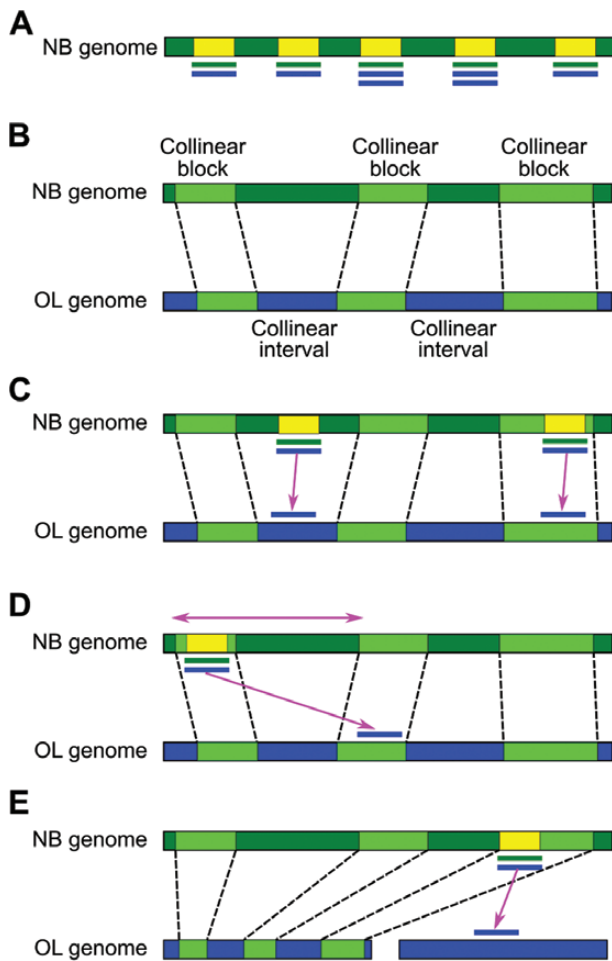 A
NB genome
B
Collinear
block
Collinear
block
Collinear
block
NB genome
OL genome
Collinear
interval
Collinear
interval
C
NB genome
OL genome
D
NB genome
OL genome
E
NB genome
OL genome